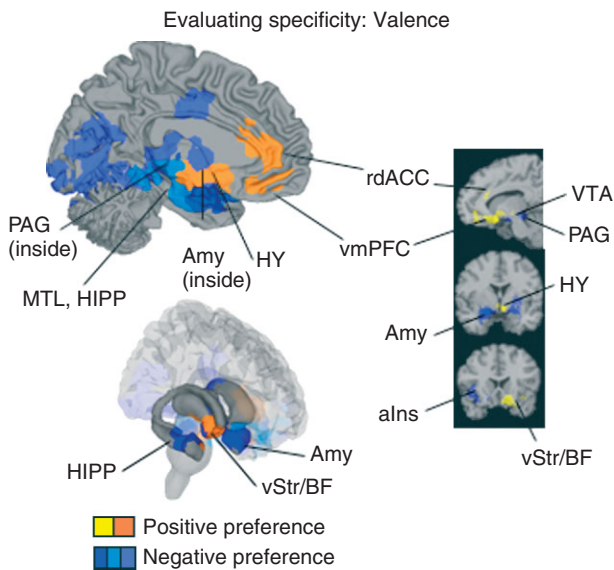 Evaluating specificity: Valence
rdACC
VTA
PAG
(inside)
Amy
(inside)
HY
vmPFC
PAG
MTL, HIPP
HY
Amy
aIns
HIPP
Amy
vStr/BF
vStr/BF
Positive preference
Negative preference